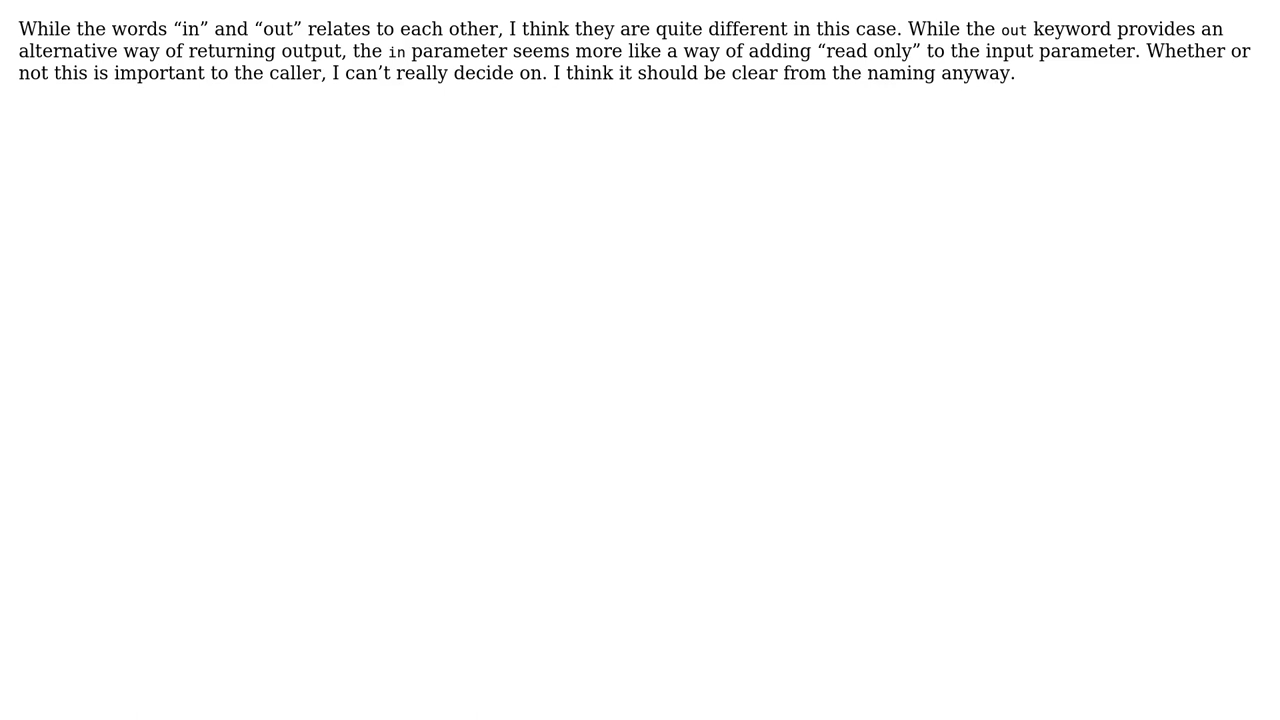 While the words “in” and “out” relates to each other, I think they are quite different in this case. While the out keyword provides an
alternative way of returning output, the in parameter seems more like a way of adding “read only” to the input parameter. Whether or
not this is important to the caller, I can’t really decide on. I think it should be clear from the naming anyway.